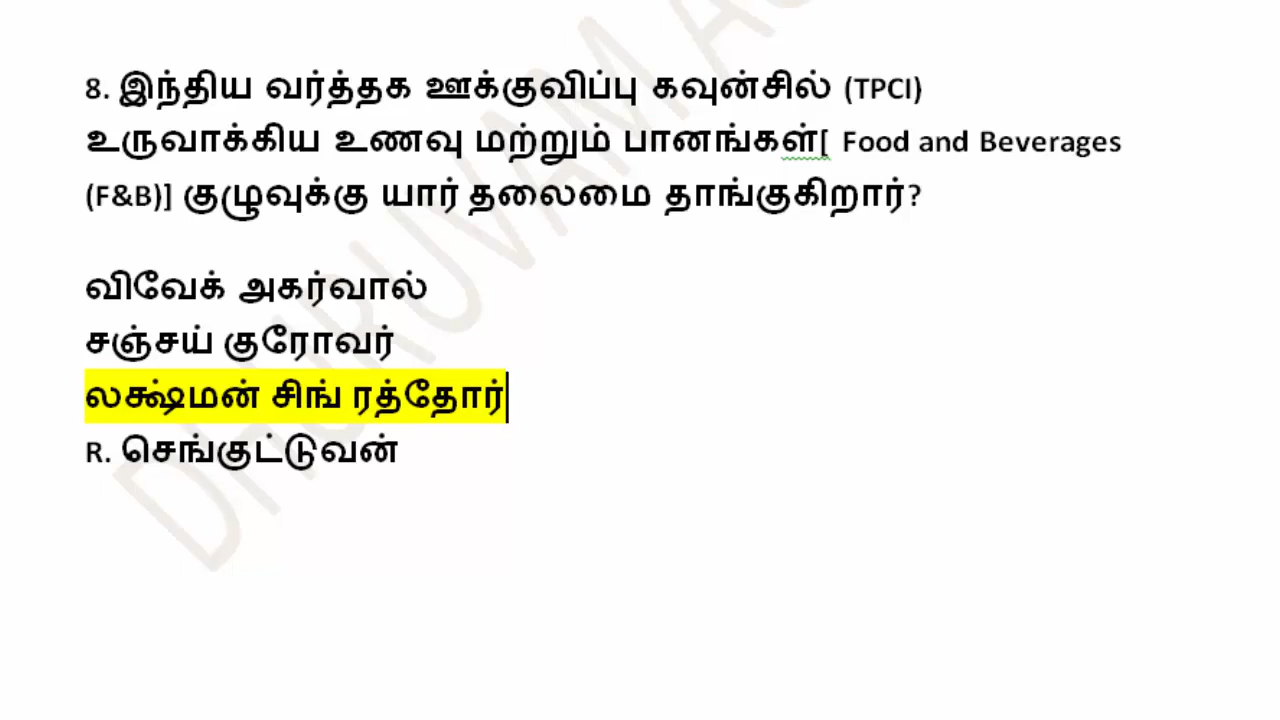 8. இந்திய வர்த்தக ஊக்குவிப்பு கவுன்சில் (TPCI)
உருவாக்கிய உணவு மற்றும் பானங்கள்[ Food and Beverages
(F&B)] குழுவுக்கு யார் தலைமை தாங்குகிறார்?
விவேக் அகர்வால்
சஞ்சய் குரோவர்
லக்ஷ்மன் சிங் ரத்தோர்
R. செங்குட்டுவன்
DHURUVAM